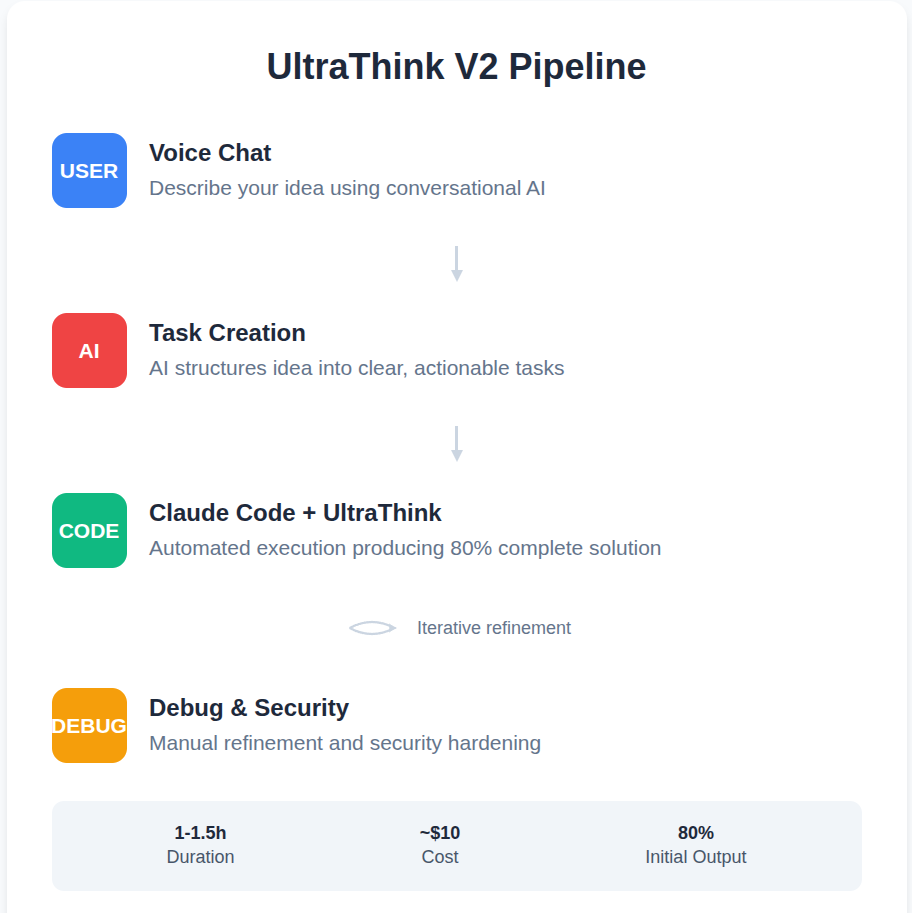 UltraThink V2 Pipeline
USER
Voice Chat
Describe your idea using conversational AI
AI
Task Creation
AI structures idea into clear, actionable tasks
CODE
Claude Code + UltraThink
Automated execution producing 80% complete solution
Iterative refinement
DEBUG
Debug & Security
Manual refinement and security hardening
1-1.5h
Duration
~$10
Cost
80%
Initial Output